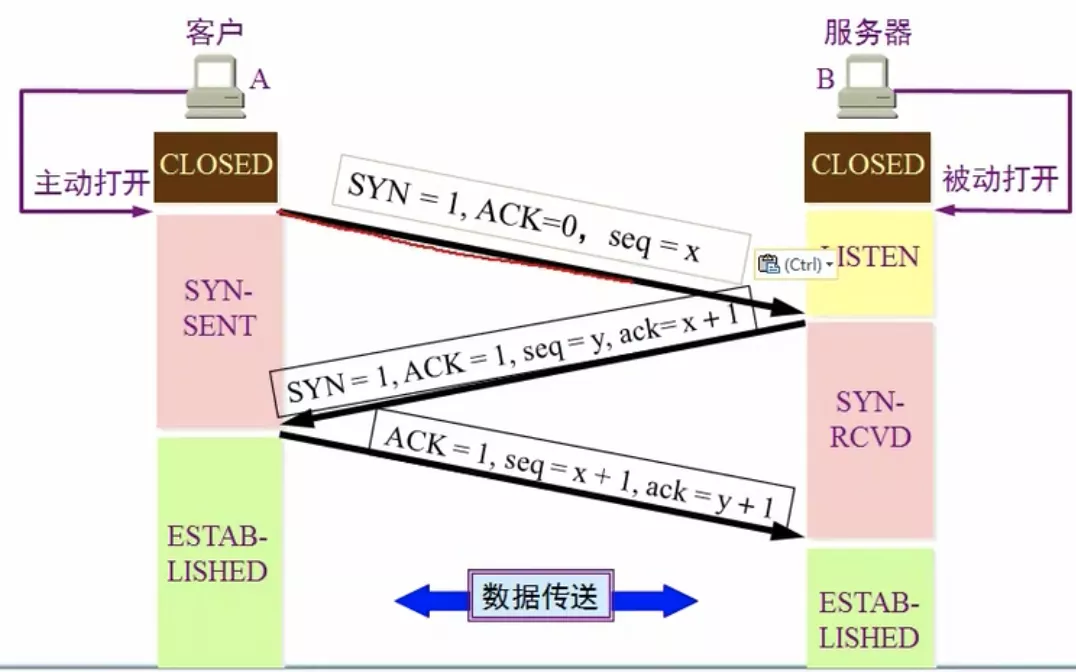 客户
服务器
A
B
CLOSED
CLOSED
主动打开
被动打开
SYN = 1, ACK=0，seq = x
(Ctrl)
LISTEN
SYN-
SENT
SYN = 1, ACK = 1, seq = y, ack= x + 1
SYN-
RCVD
ACK = 1, seq = x + 1, ack = y + 1
ESTAB-
LISHED
数据传送
ESTAB-
LISHED